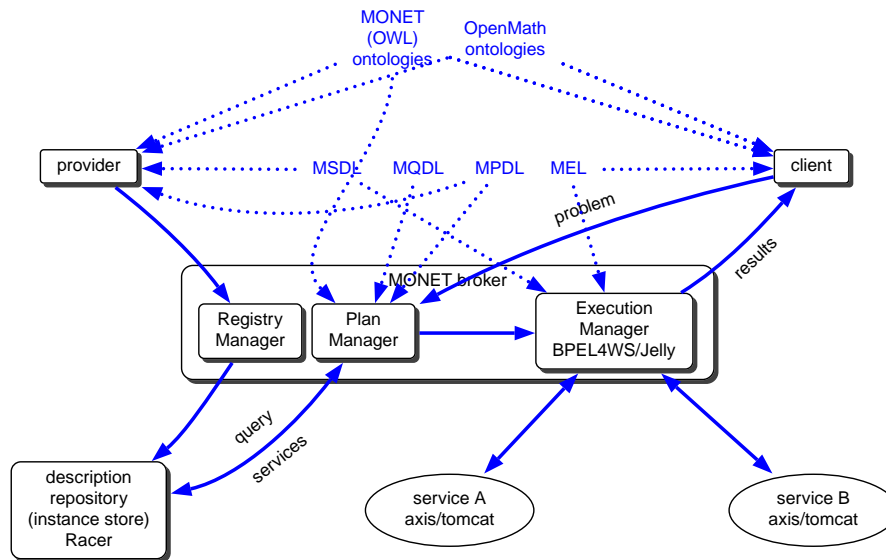 MONET
(OWL)
ontologies
OpenMath
ontologies
provider
MSDL
MQDL
MPDL
MEL
client
problem
results
MONET broker
Registry
Manager
Plan
Manager
Execution
Manager
BPEL4WS/Jelly
query
services
description
repository
(instance store)
Racer
service A
axis/tomcat
service B
axis/tomcat